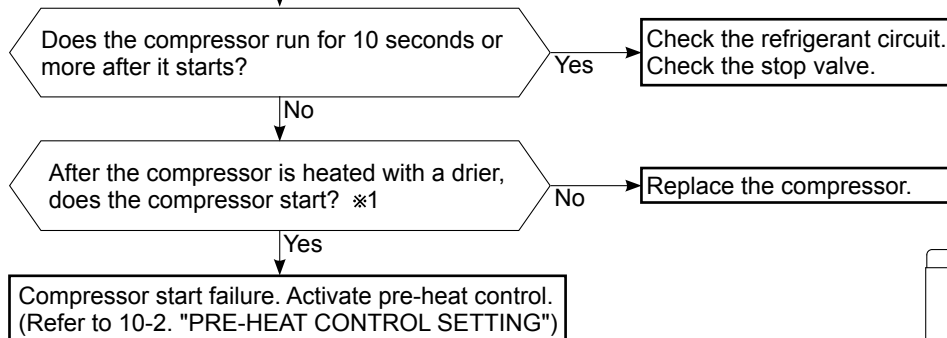 Does the compressor run for 10 seconds or
more after it starts?
Yes
Check the refrigerant circuit.
Check the stop valve.
No
After the compressor is heated with a drier,
does the compressor start? ※1
No
Replace the compressor.
Yes
Compressor start failure. Activate pre-heat control.
(Refer to 10-2. "PRE-HEAT CONTROL SETTING")